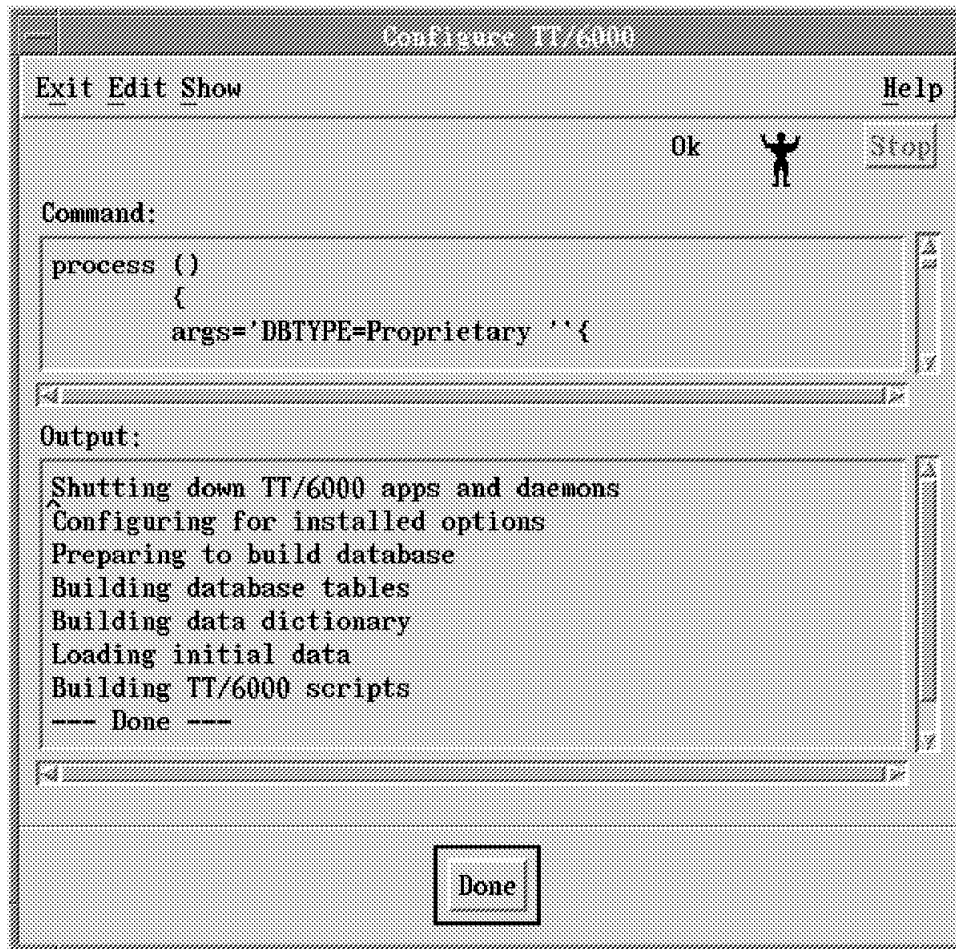 Configure TT/6000
Exit Edit Show Help
Ok Stop
Command:
process ()
{
args='DBTYPE=Proprietary ''{
Output:
Shutting down TT/6000 apps and daemons
Configuring for installed options
Preparing to build database
Building database tables
Building data dictionary
Loading initial data
Building TT/6000 scripts
--- Done ---
Done